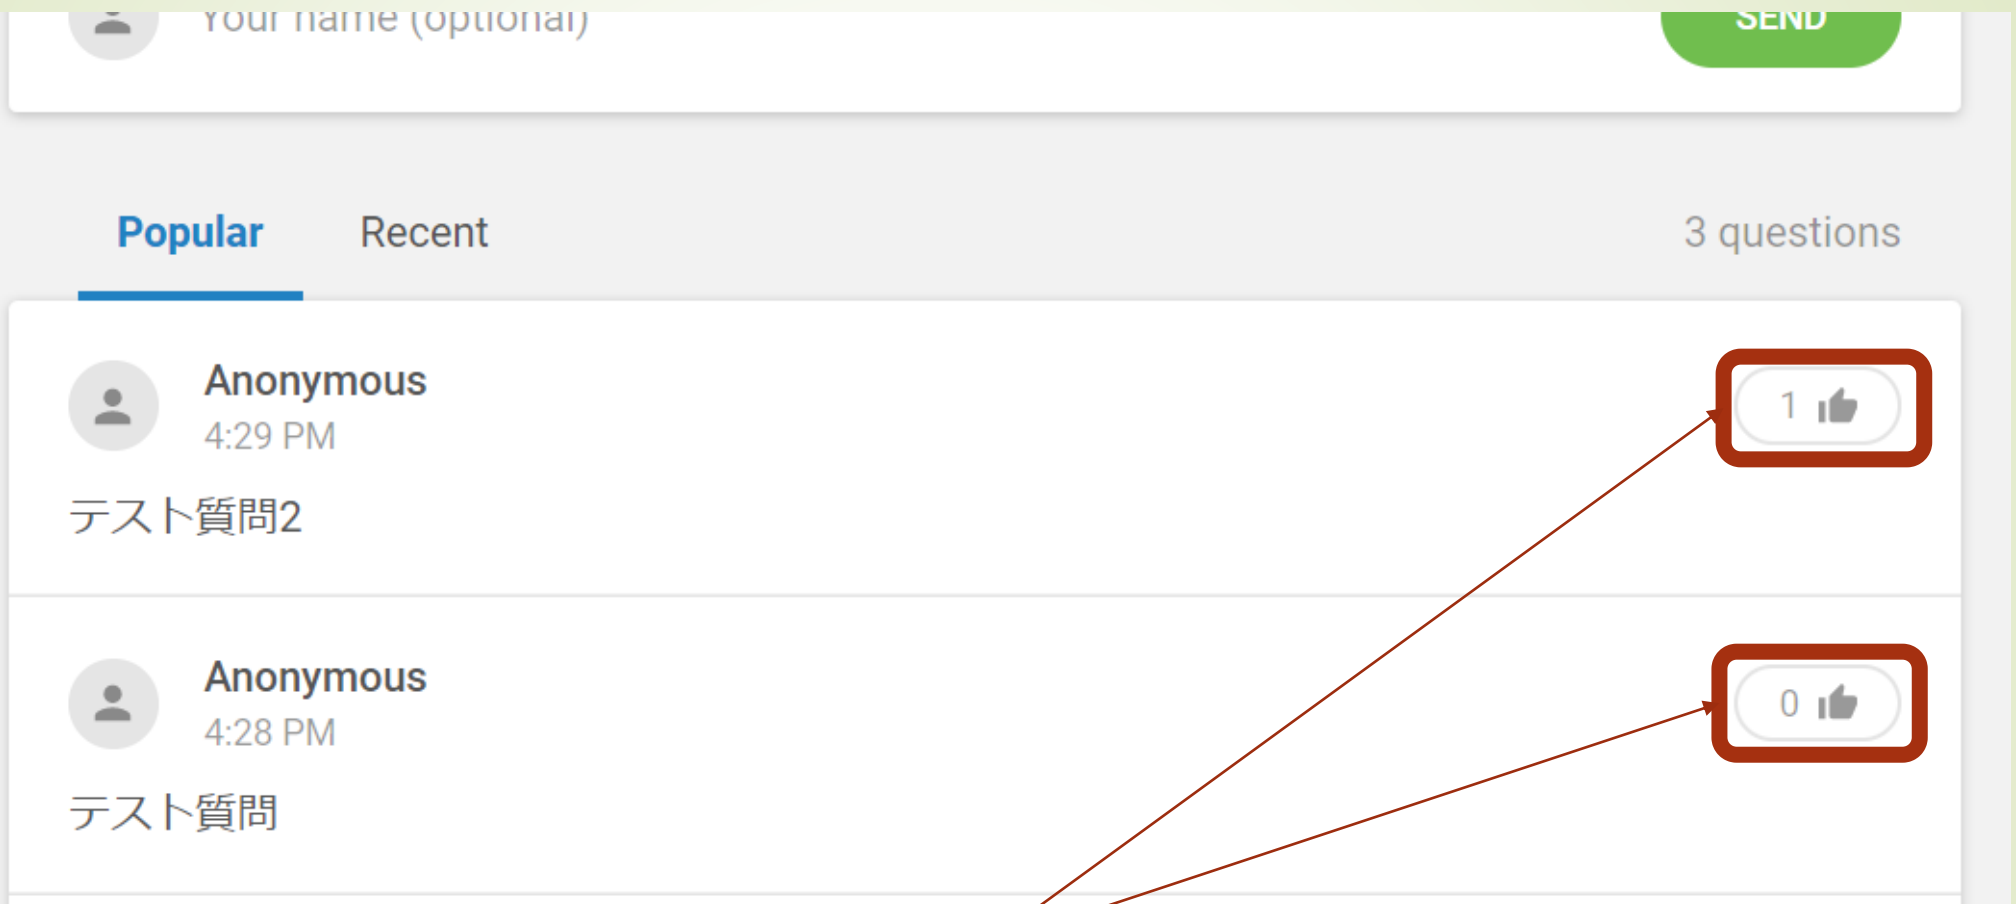 Your name (optional)
SEND
Popular Recent 3 questions
Anonymous
4:29 PM
1
テスト質問2
Anonymous
4:28 PM
0
テスト質問